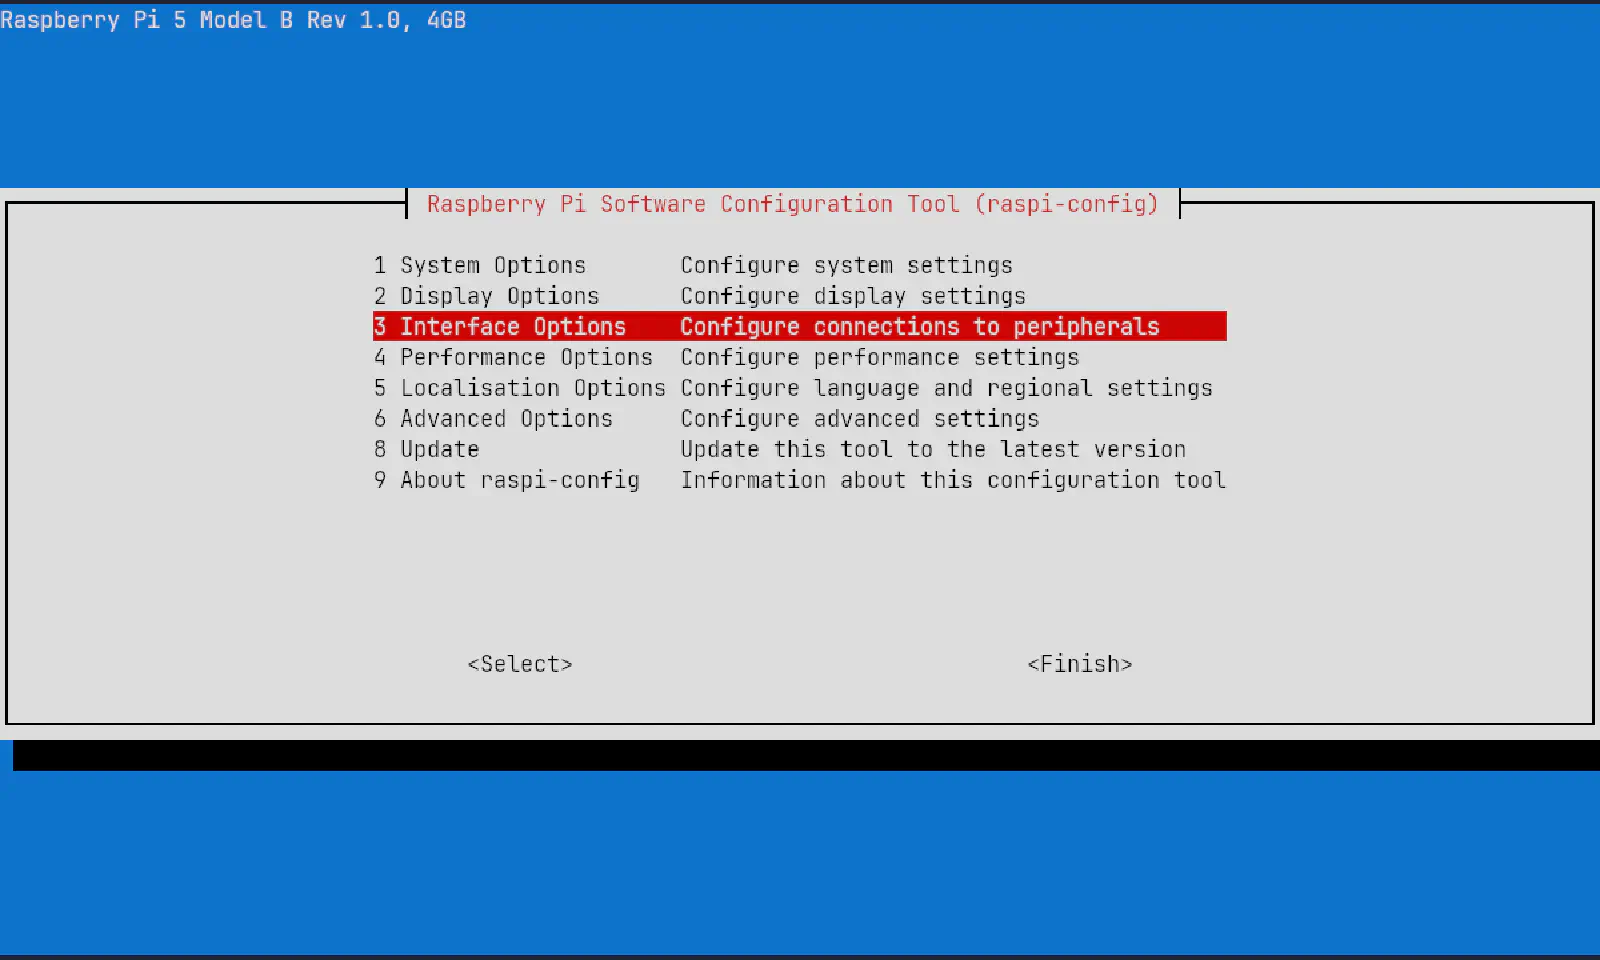 Raspberry Pi 5 Model B Rev 1.0, 4GB
Raspberry Pi Software Configuration Tool (raspi-config)
1 System Options Configure system settings
2 Display Options Configure display settings
3 Interface Options Configure connections to peripherals
4 Performance Options Configure performance settings
5 Localisation Options Configure language and regional settings
6 Advanced Options Configure advanced settings
8 Update Update this tool to the latest version
9 About raspi-config Information about this configuration tool
<Select> <Finish>